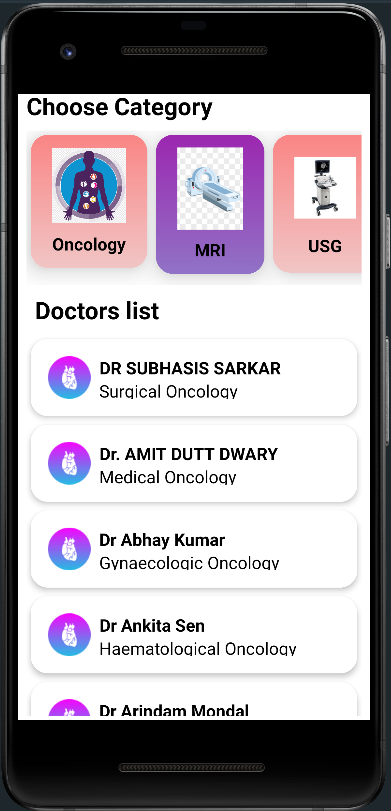 Choose Category
Oncology
MRI
USG
Doctors list
DR SUBHASIS SARKAR
Surgical Oncology
Dr. AMIT DUTT DWARY
Medical Oncology
Dr Abhay Kumar
Gynaecologic Oncology
Dr Ankita Sen
Haematological Oncology
Dr Arindam Mondal